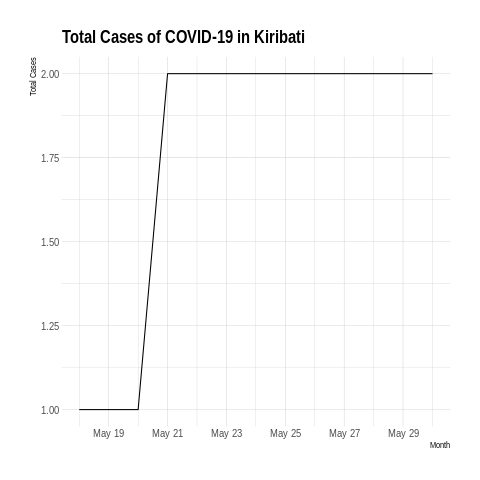 Total Cases of COVID-19 in Kiribati
Total Cases
2.00
1.75
1.50
1.25
1.00
May 19 May 21 May 23 May 25 May 27 May 29
Month